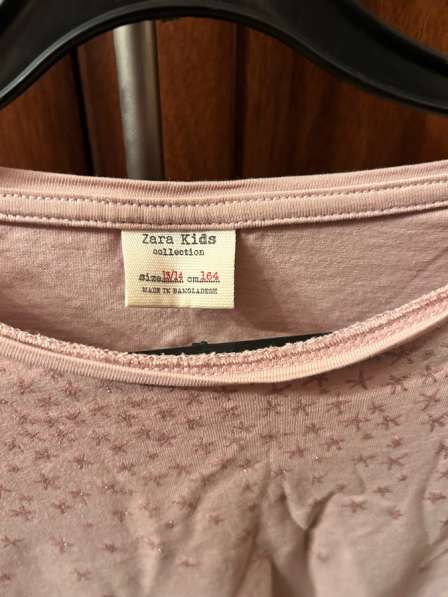 Zara Kids
collection
size 13/14 cm 164
MADE IN BANGLADESH